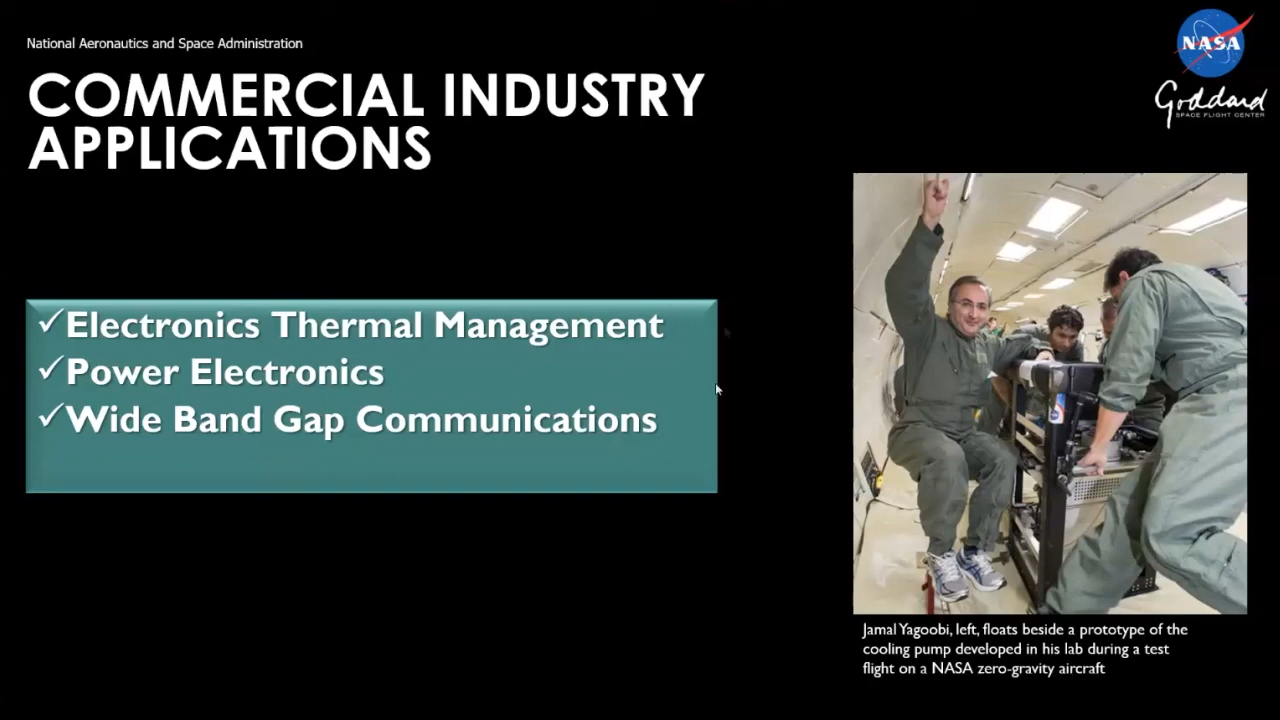 National Aeronautics and Space Administration
COMMERCIAL INDUSTRY
APPLICATIONS
NASA
Goddard
SPACE FLIGHT CENTER
✓Electronics Thermal Management
✓Power Electronics
✓Wide Band Gap Communications
Jamal Yagoobi, left, floats beside a prototype of the
cooling pump developed in his lab during a test
flight on a NASA zero-gravity aircraft